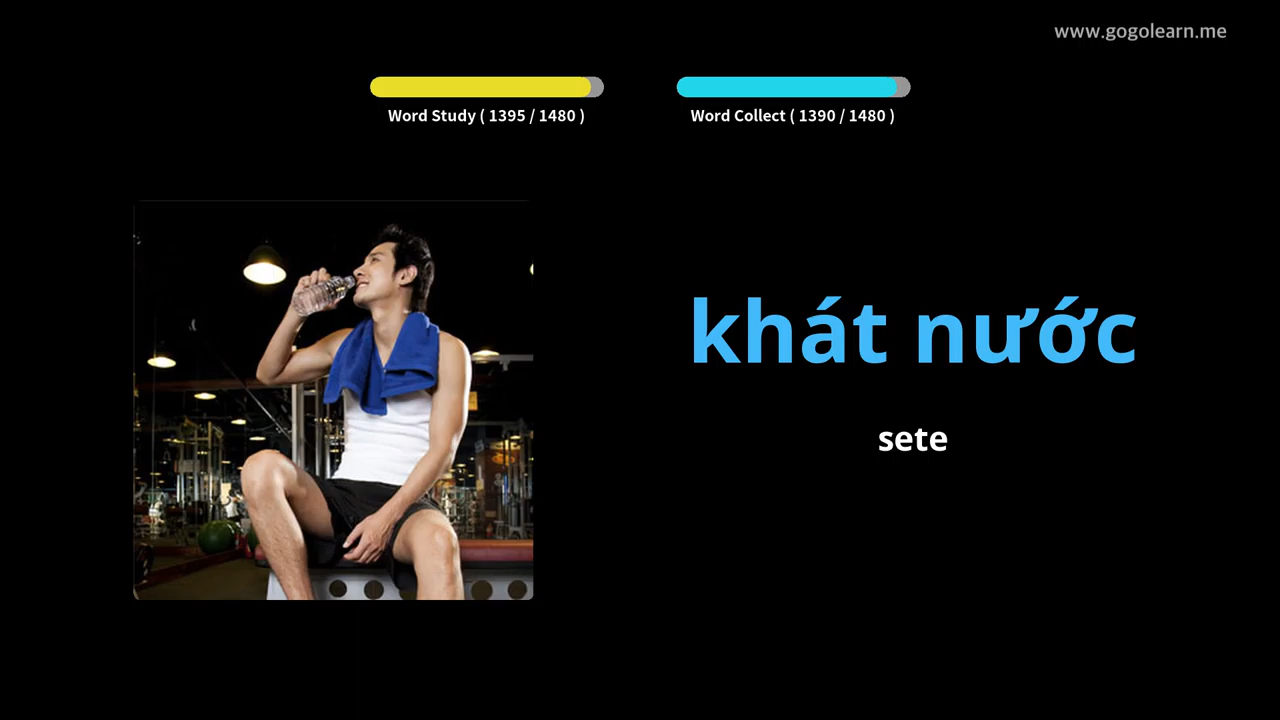 www.gogolearn.me
Word Study ( 1395 / 1480 )
Word Collect ( 1390 / 1480 )
khát nước
sete